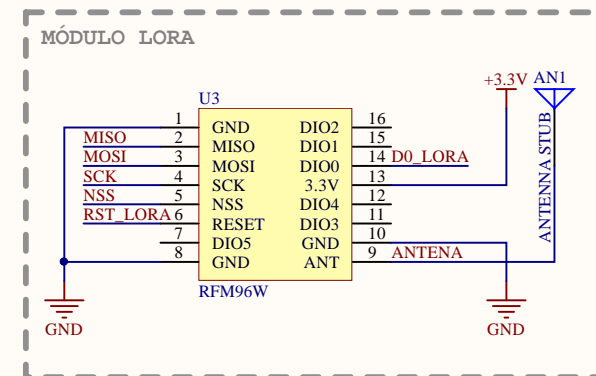 MÓDULO LORA
+3.3V AN1
U3
1 GND DIO2 16
MISO 2 MISO DIO1 15
MOSI 3 MOSI DIO0 14 D0_LORA
SCK 4 SCK 3.3V 13
NSS 5 NSS DIO4 12
RST_LORA 6 RESET DIO3 11
7 DIO5 GND 10
8 GND ANT 9 ANTENA
ANTENNA STUB
RFM96W
GND GND